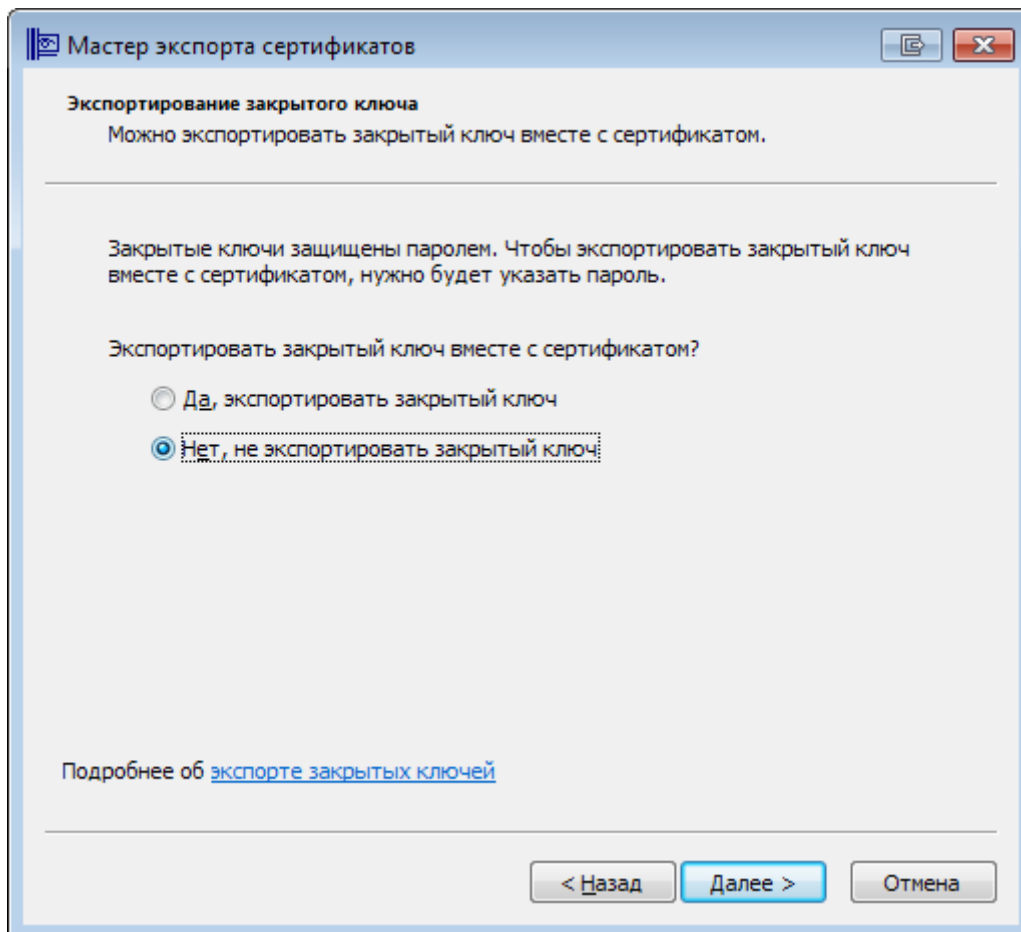 Мастер экспорта сертификатов
Экспортирование закрытого ключа
Можно экспортировать закрытый ключ вместе с сертификатом.
Закрытые ключи защищены паролем. Чтобы экспортировать закрытый ключ
вместе с сертификатом, нужно будет указать пароль.
Экспортировать закрытый ключ вместе с сертификатом?
Да, экспортировать закрытый ключ
Нет, не экспортировать закрытый ключ
Подробнее об экспорте закрытых ключей
< Назад Далее > Отмена